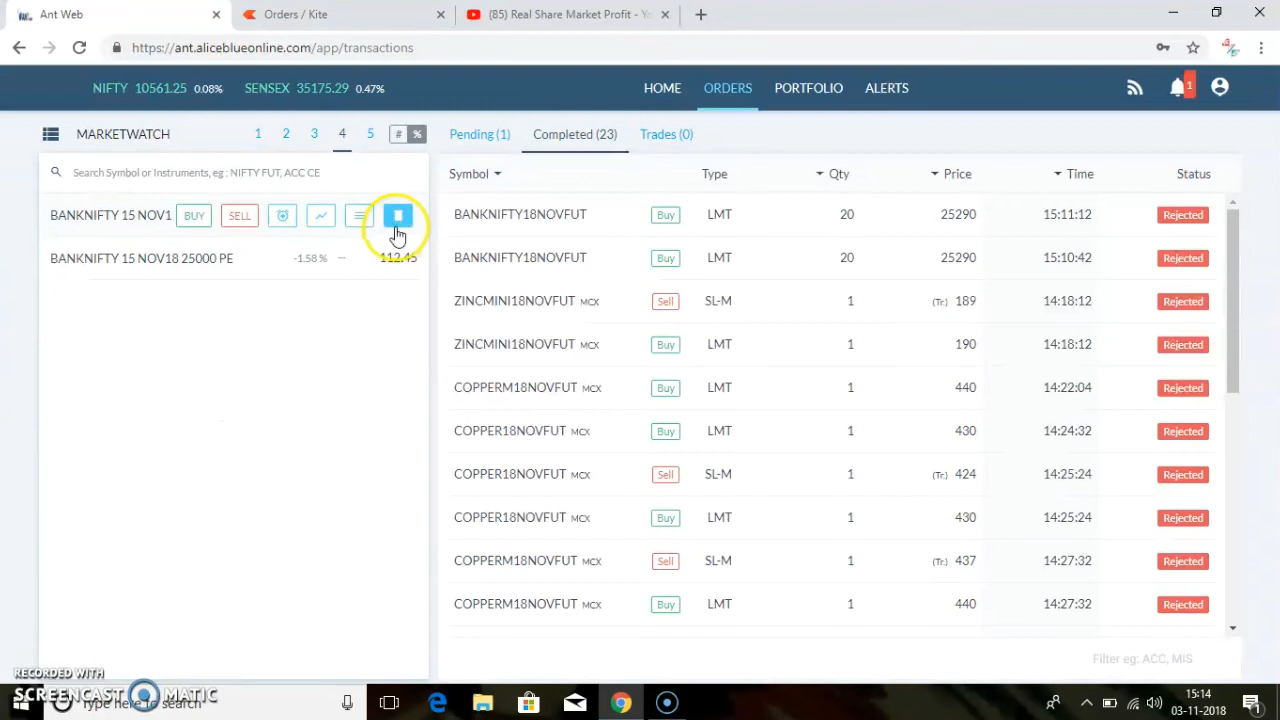 Ant Web
Orders / Kite
(85) Real Share Market Profit - Yo
https://ant.aliceblueonline.com/app/transactions
NIFTY 10561.25 0.08% SENSEX 35175.29 0.47%
HOME ORDERS PORTFOLIO ALERTS
1
MARKETWATCH 1 2 3 4 5 # %
Search Symbol or Instruments, eg : NIFTY FUT, ACC CE
BANKNIFTY 15 NOV1 BUY SELL
BANKNIFTY 15 NOV18 25000 PE -1.58 % 112.45
Pending (1) Completed (23) Trades (0)
Symbol Type Qty Price Time Status
BANKNIFTY18NOVFUT Buy LMT 20 25290 15:11:12 Rejected
BANKNIFTY18NOVFUT Buy LMT 20 25290 15:10:42 Rejected
ZINCMINI18NOVFUT MCX Sell SL-M 1 (Tr.) 189 14:18:12 Rejected
ZINCMINI18NOVFUT MCX Buy LMT 1 190 14:18:12 Rejected
COPPERM18NOVFUT MCX Buy LMT 1 440 14:22:04 Rejected
COPPER18NOVFUT MCX Buy LMT 1 430 14:24:32 Rejected
COPPER18NOVFUT MCX Sell SL-M 1 (Tr.) 424 14:25:24 Rejected
COPPER18NOVFUT MCX Buy LMT 1 430 14:25:24 Rejected
COPPERM18NOVFUT MCX Sell SL-M 1 (Tr.) 437 14:27:32 Rejected
COPPERM18NOVFUT MCX Buy LMT 1 440 14:27:32 Rejected
Filter eg: ACC, MIS
RECORDED WITH
SCREENCAST MATIC
Type here to search
15:14
03-11-2018
1